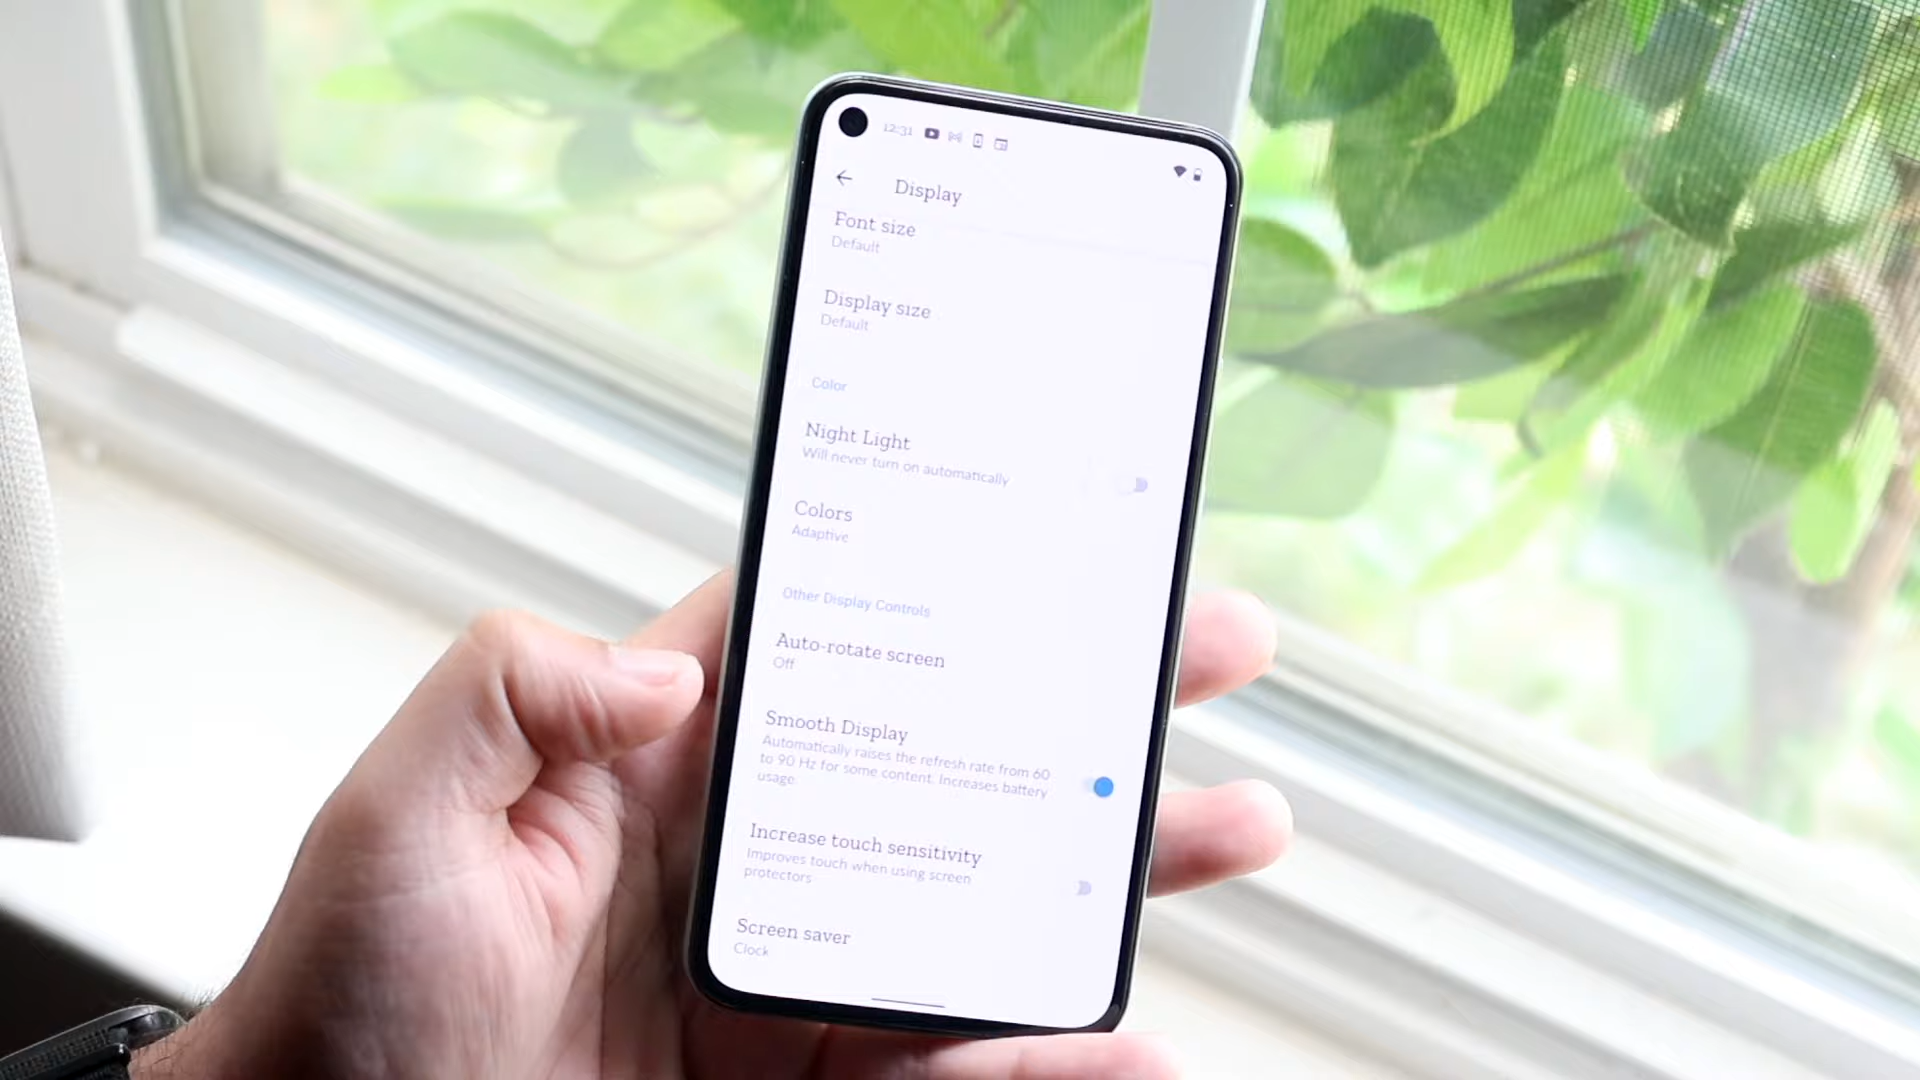 12:31
Display
Font size
Default
Display size
Default
Color
Night Light
Will never turn on automatically
Colors
Adaptive
Other Display Controls
Auto-rotate screen
Off
Smooth Display
Automatically raises the refresh rate from 60
to 90 Hz for some content. Increases battery
usage.
Increase touch sensitivity
Improves touch when using screen
protectors
Screen saver
Clock